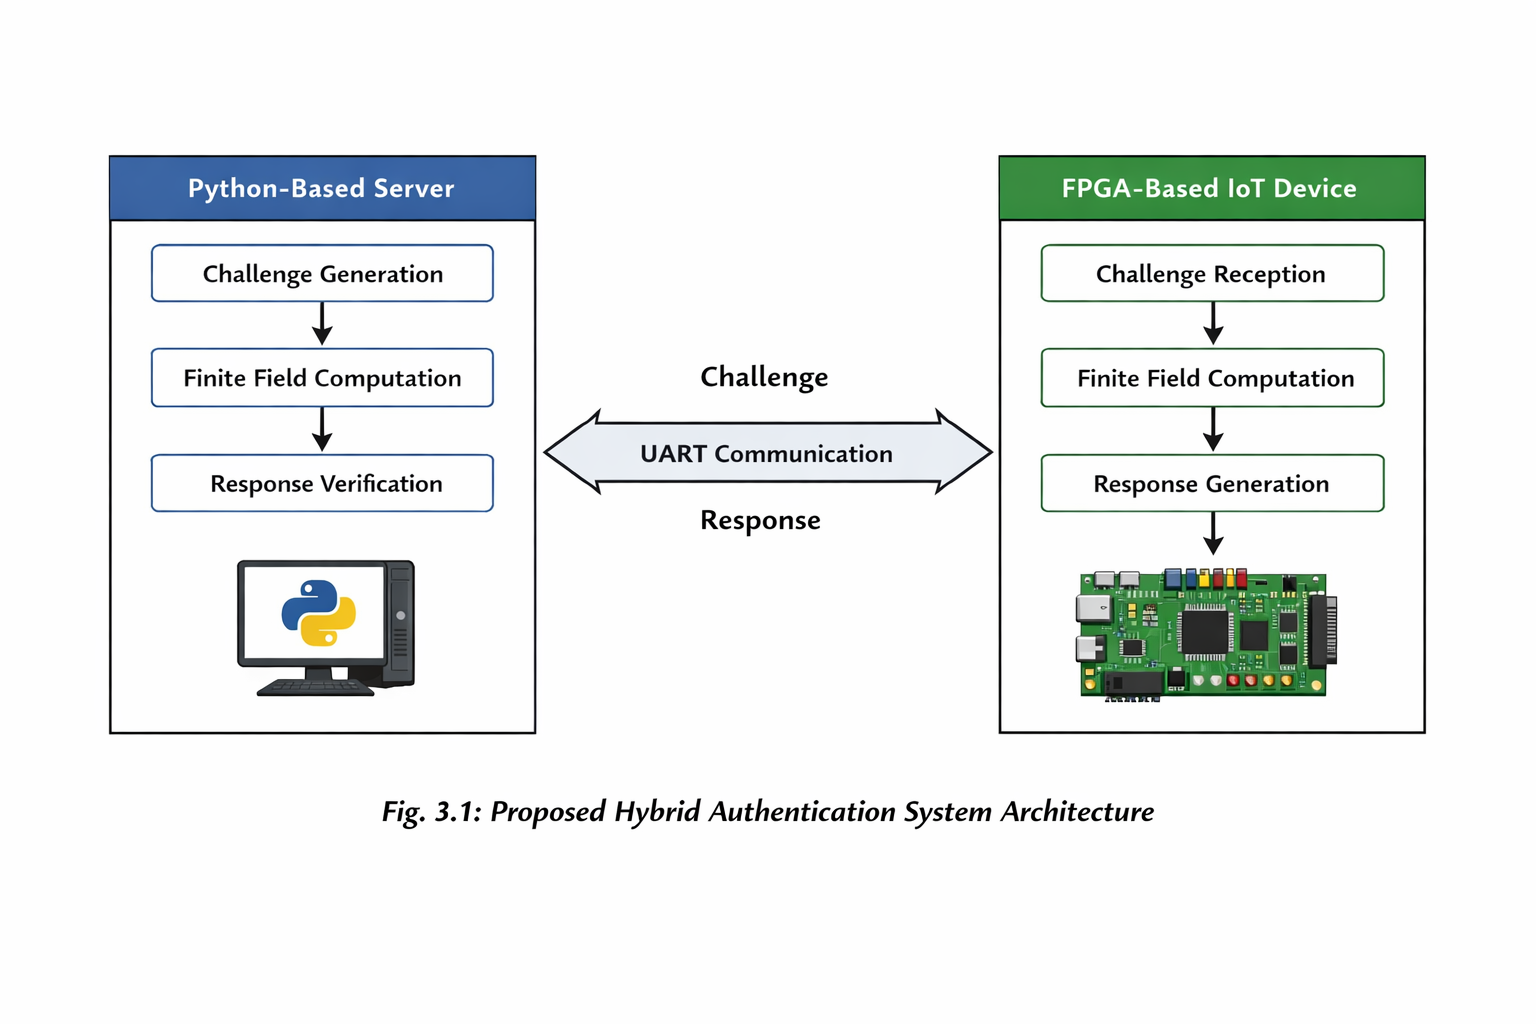 Python-Based Server
Challenge Generation
Finite Field Computation
Response Verification
Challenge
UART Communication
Response
FPGA-Based IoT Device
Challenge Reception
Finite Field Computation
Response Generation
Fig. 3.1: Proposed Hybrid Authentication System Architecture